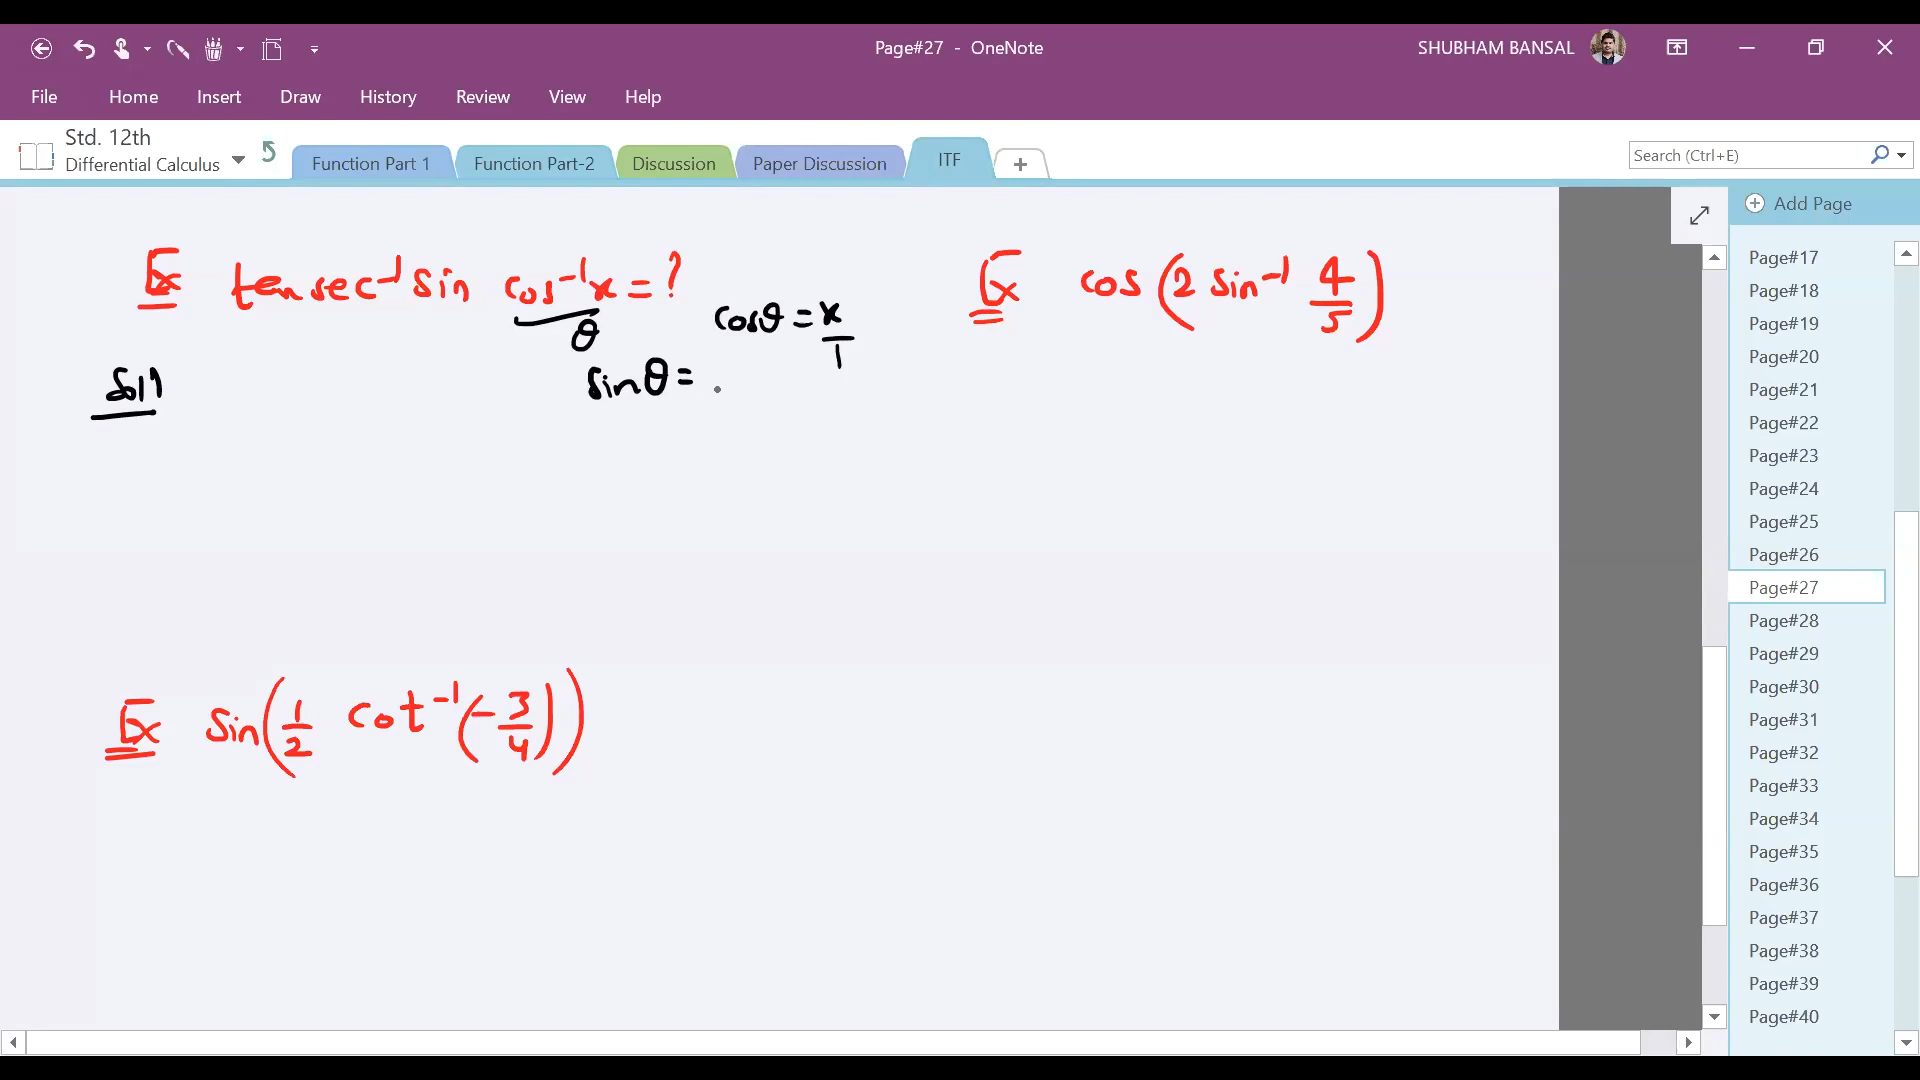 Page#27 - OneNote
SHUBHAM BANSAL
File Home Insert Draw History Review View Help
Std. 12th
Differential Calculus
Function Part 1
Function Part-2
Discussion
Paper Discussion
ITF
Search (Ctrl+E)
Ex tan sec⁻¹ sin cos⁻¹x = ?
θ
cosθ = x/1
Solⁿ
sinθ =
Ex cos(2 sin⁻¹ 4/5)
Ex sin(1/2 cot⁻¹(-3/4))
Add Page
Page#17
Page#18
Page#19
Page#20
Page#21
Page#22
Page#23
Page#24
Page#25
Page#26
Page#27
Page#28
Page#29
Page#30
Page#31
Page#32
Page#33
Page#34
Page#35
Page#36
Page#37
Page#38
Page#39
Page#40